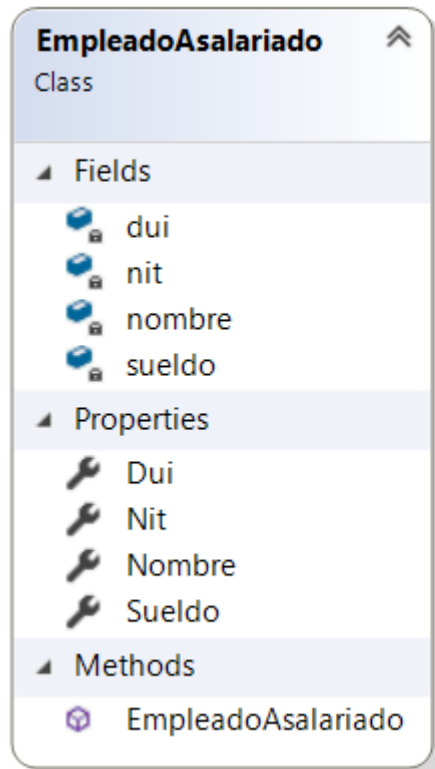 EmpleadoAsalariado
Class
Fields
dui
nit
nombre
sueldo
Properties
Dui
Nit
Nombre
Sueldo
Methods
EmpleadoAsalariado